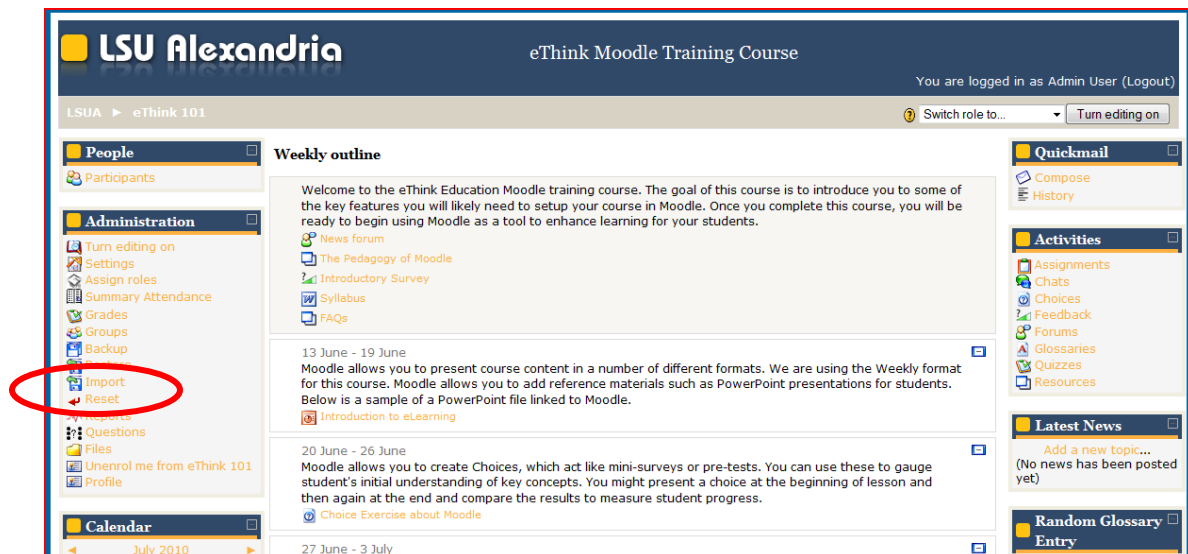 LSU Alexandria
eThink Moodle Training Course
You are logged in as Admin User (Logout)
LSUA ► eThink 101
Switch role to...
Turn editing on
People
Participants
Administration
Turn editing on
Settings
Assign roles
Summary Attendance
Grades
Groups
Backup
Restore
Import
Reset
Reports
Questions
Files
Unenrol me from eThink 101
Profile
Calendar
◄ July 2010 ►
Weekly outline
Welcome to the eThink Education Moodle training course. The goal of this course is to introduce you to some of
the key features you will likely need to setup your course in Moodle. Once you complete this course, you will be
ready to begin using Moodle as a tool to enhance learning for your students.
News forum
The Pedagogy of Moodle
Introductory Survey
Syllabus
FAQs
13 June - 19 June
Moodle allows you to present course content in a number of different formats. We are using the Weekly format
for this course. Moodle allows you to add reference materials such as PowerPoint presentations for students.
Below is a sample of a PowerPoint file linked to Moodle.
Introduction to eLearning
20 June - 26 June
Moodle allows you to create Choices, which act like mini-surveys or pre-tests. You can use these to gauge
student's initial understanding of key concepts. You might present a choice at the beginning of lesson and
then again at the end and compare the results to measure student progress.
Choice Exercise about Moodle
27 June - 3 July
Quickmail
Compose
History
Activities
Assignments
Chats
Choices
Feedback
Forums
Glossaries
Quizzes
Resources
Latest News
Add a new topic...
(No news has been posted
yet)
Random Glossary
Entry